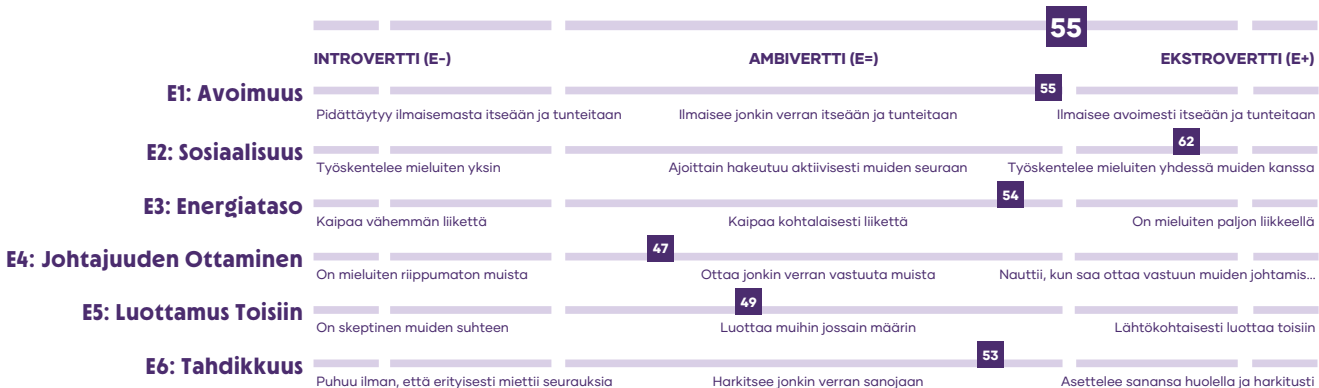 55
INTROVERTTI (E-) AMBIVERTTI (E=) EKSTROVERTTI (E+)
E1: Avoimuus 55
Pidättäytyy ilmaisemasta itseään ja tunteitaan Ilmaisee jonkin verran itseään ja tunteitaan Ilmaisee avoimesti itseään ja tunteitaan
E2: Sosiaalisuus 62
Työskentelee mieluiten yksin Ajoittain hakeutuu aktiivisesti muiden seuraan Työskentelee mieluiten yhdessä muiden kanssa
E3: Energiataso 54
Kaipaa vähemmän liikettä Kaipaa kohtalaisesti liikettä On mieluiten paljon liikkeellä
E4: Johtajuuden Ottaminen 47
On mieluiten riippumaton muista Ottaa jonkin verran vastuuta muista Nauttii, kun saa ottaa vastuun muiden johtamis...
E5: Luottamus Toisiin 49
On skeptinen muiden suhteen Luottaa muihin jossain määrin Lähtökohtaisesti luottaa toisiin
E6: Tahdikkuus 53
Puhuu ilman, että erityisesti miettii seurauksia Harkitsee jonkin verran sanojaan Asettelee sanansa huolella ja harkitusti